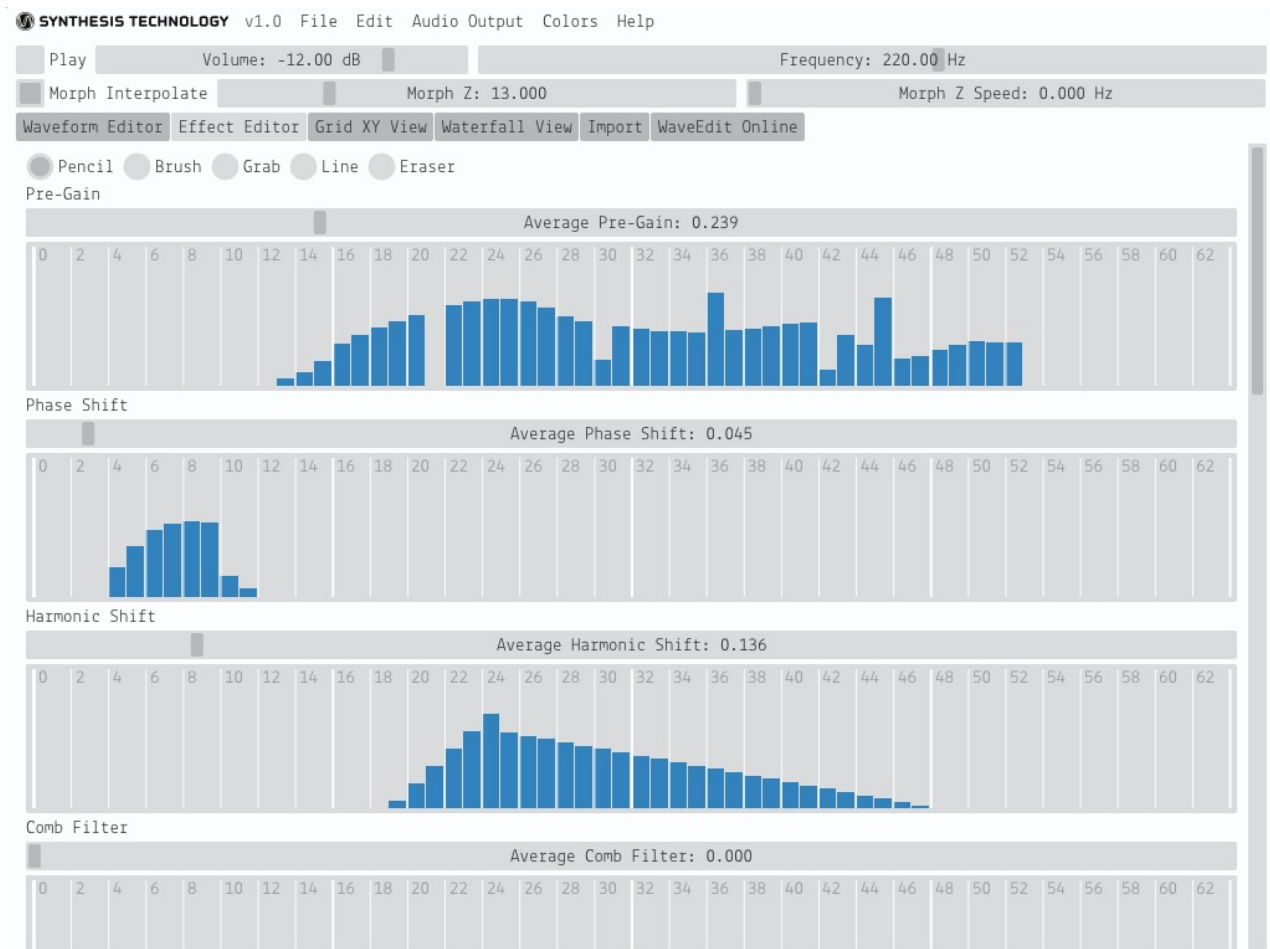 SYNTHESIS TECHNOLOGY v1.0 File Edit Audio Output Colors Help
Play Volume: -12.00 dB Frequency: 220.00 Hz
Morph Interpolate Morph Z: 13.000 Morph Z Speed: 0.000 Hz
Waveform Editor Effect Editor Grid XY View Waterfall View Import WaveEdit Online
Pencil Brush Grab Line Eraser
Pre-Gain
Average Pre-Gain: 0.239
0 2 4 6 8 10 12 14 16 18 20 22 24 26 28 30 32 34 36 38 40 42 44 46 48 50 52 54 56 58 60 62
Phase Shift
Average Phase Shift: 0.045
0 2 4 6 8 10 12 14 16 18 20 22 24 26 28 30 32 34 36 38 40 42 44 46 48 50 52 54 56 58 60 62
Harmonic Shift
Average Harmonic Shift: 0.136
0 2 4 6 8 10 12 14 16 18 20 22 24 26 28 30 32 34 36 38 40 42 44 46 48 50 52 54 56 58 60 62
Comb Filter
Average Comb Filter: 0.000
0 2 4 6 8 10 12 14 16 18 20 22 24 26 28 30 32 34 36 38 40 42 44 46 48 50 52 54 56 58 60 62